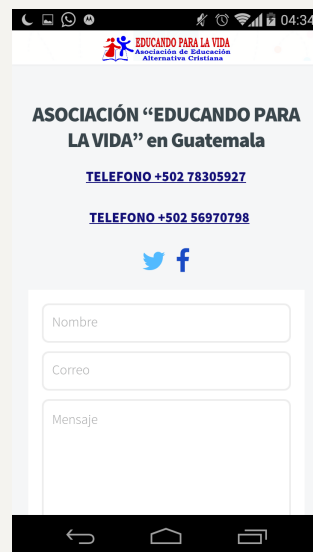 04:34
EDUCANDO PARA LA VIDA
Asociación de Educación
Alternativa Cristiana
ASOCIACIÓN “EDUCANDO PARA
LA VIDA” en Guatemala
TELEFONO +502 78305927
TELEFONO +502 56970798
Nombre
Correo
Mensaje